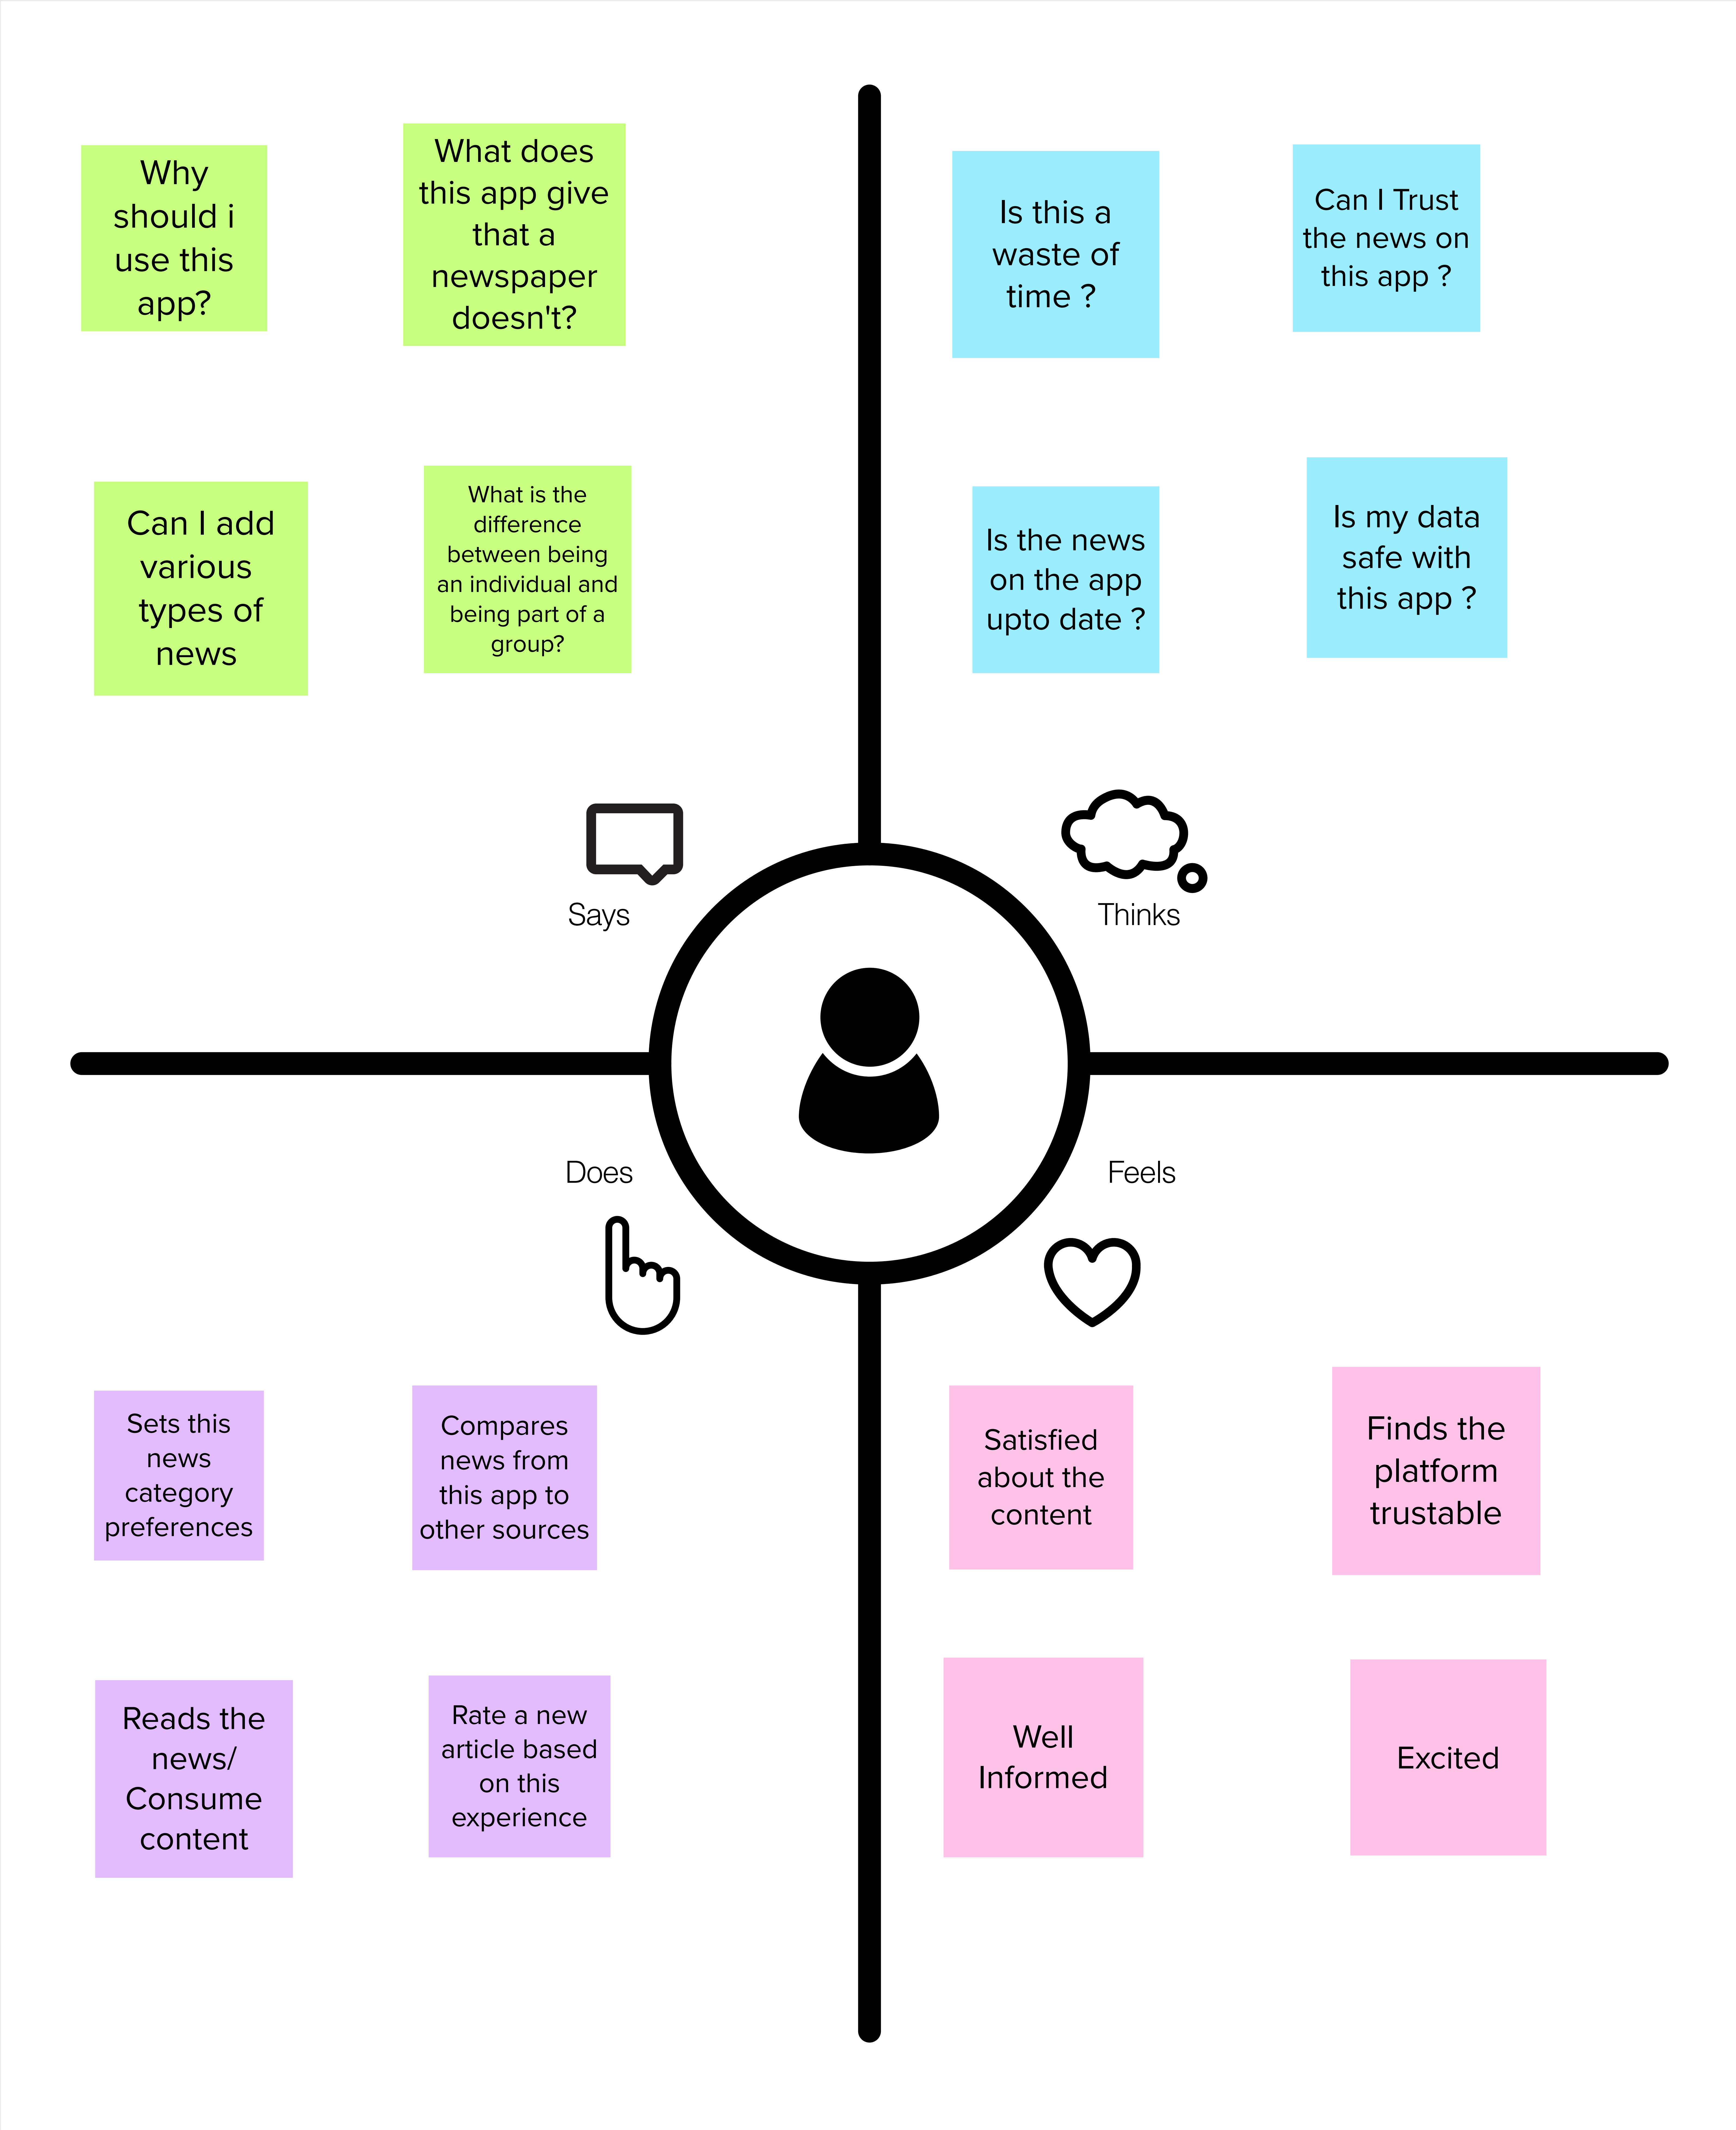 Why
should i
use this
app?
What does
this app give
that a
newspaper
doesn't?
Can I add
various
types of
news
What is the
difference
between being
an individual and
being part of a
group?
Says
Is this a
waste of
time ?
Can I Trust
the news on
this app ?
Is the news
on the app
upto date ?
Is my data
safe with
this app ?
Thinks
Does
Sets this
news
category
preferences
Compares
news from
this app to
other sources
Reads the
news/
Consume
content
Rate a new
article based
on this
experience
Feels
Satisfied
about the
content
Finds the
platform
trustable
Well
Informed
Excited